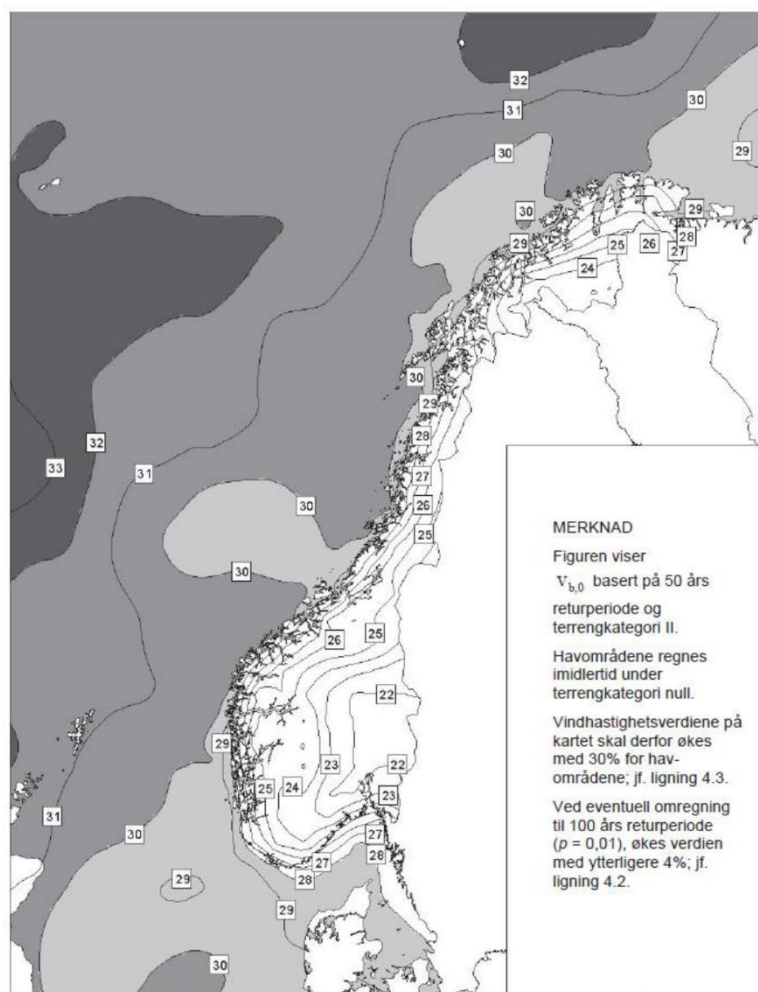 32
31
30
30
29
30
29
29
28
27
26
25
24
30
29
28
27
26
25
33
32
31
30
30
26
25
22
29
23
22
25
24
23
31
30
27
27
28
28
29
29
30
MERKNAD
Figuren viser
V b,0 basert på 50 års
returperiode og
terrengkategori II.
Havområdene regnes
imidlertid under
terrengkategori null.
Vindhastighetsverdiene på
kartet skal derfor økes
med 30% for hav-
områdene; jf. ligning 4.3.
Ved eventuell omregning
til 100 års returperiode
(p = 0,01), økes verdien
med ytterligere 4%; jf.
ligning 4.2.